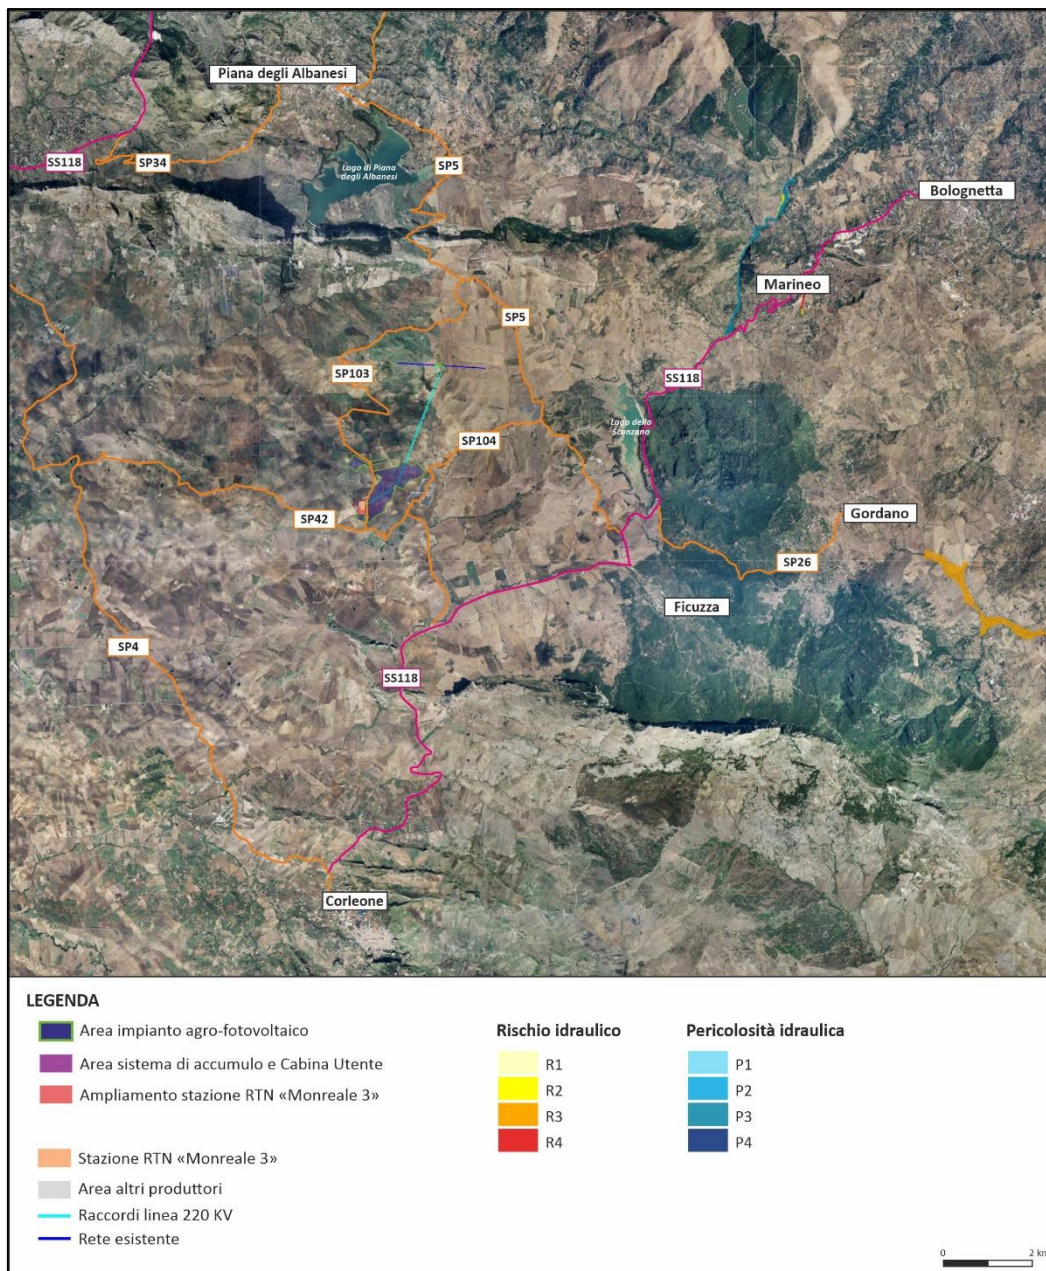 Piana degli Albanesi
SS118
SP34
Lago di Piana
degli Albanesi
SP5
Bolognetta
Marineo
SP5
SP103
SS118
Lago dello
Scanzano
SP104
SP42
Gordano
SP26
Ficuzza
SP4
SS118
Corleone
LEGENDA
Area impianto agro-fotovoltaico
Area sistema di accumulo e Cabina Utente
Ampliamento stazione RTN «Monreale 3»
Stazione RTN «Monreale 3»
Area altri produttori
Raccordi linea 220 KV
Rete esistente
Rischio idraulico
R1
R2
R3
R4
Pericolosità idraulica
P1
P2
P3
P4
0 2 km